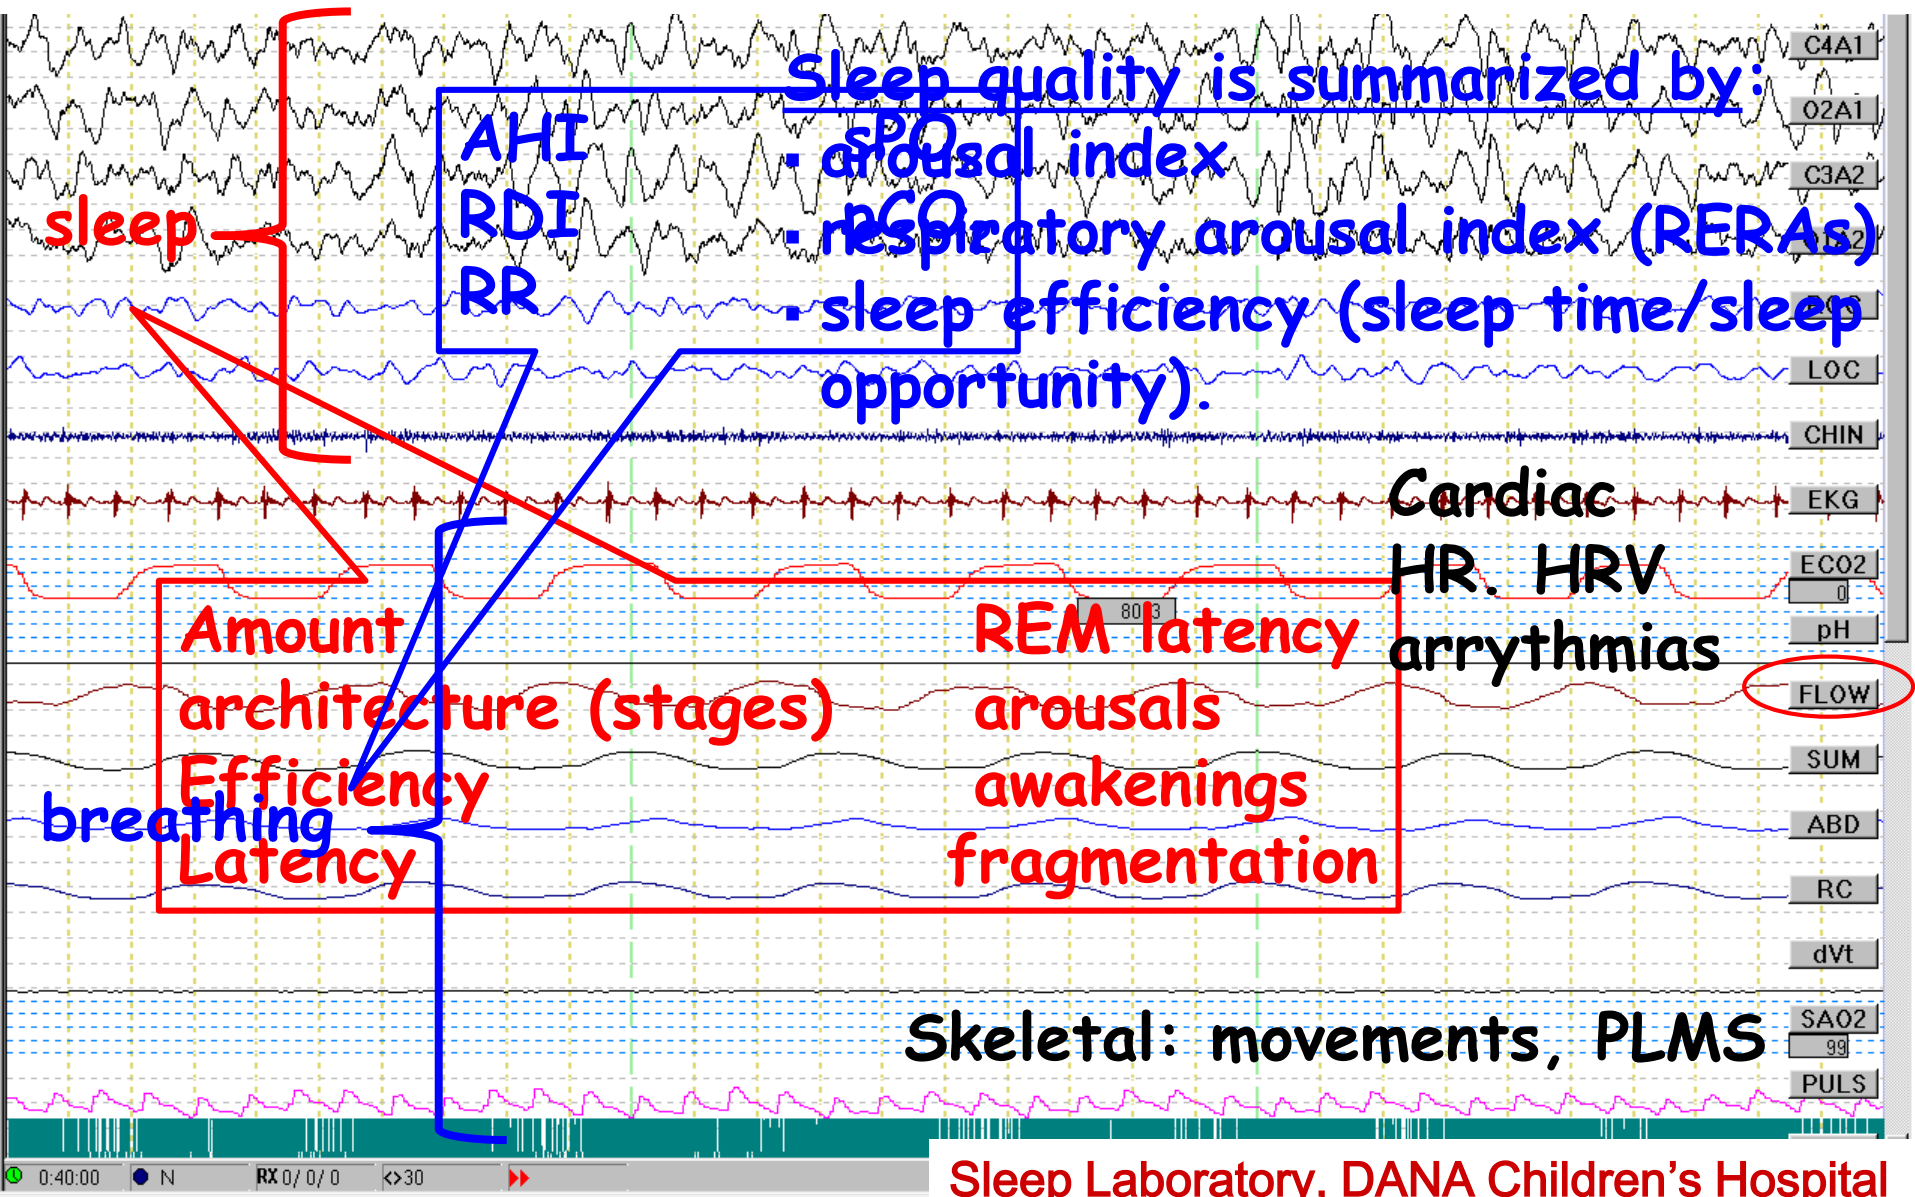 Sleep quality is summarized by:
▪ arousal index
▪ respiratory arousal index (RERAs)
▪ sleep efficiency (sleep time/sleep
opportunity).
AHI
RDI
RR
sPO
pCO
sleep
Cardiac
HR. HRV
arrythmias
Amount
architecture (stages)
Efficiency
Latency
REM latency
arousals
awakenings
fragmentation
breathing
Skeletal: movements, PLMS
C4A1
O2A1
C3A2
LOC
CHIN
EKG
ECO2
0
pH
FLOW
SUM
ABD
RC
dVt
SAO2
99
PULS
0:40:00
N
RX 0/ 0/ 0
<>30
Sleep Laboratory, DANA Children’s Hospital